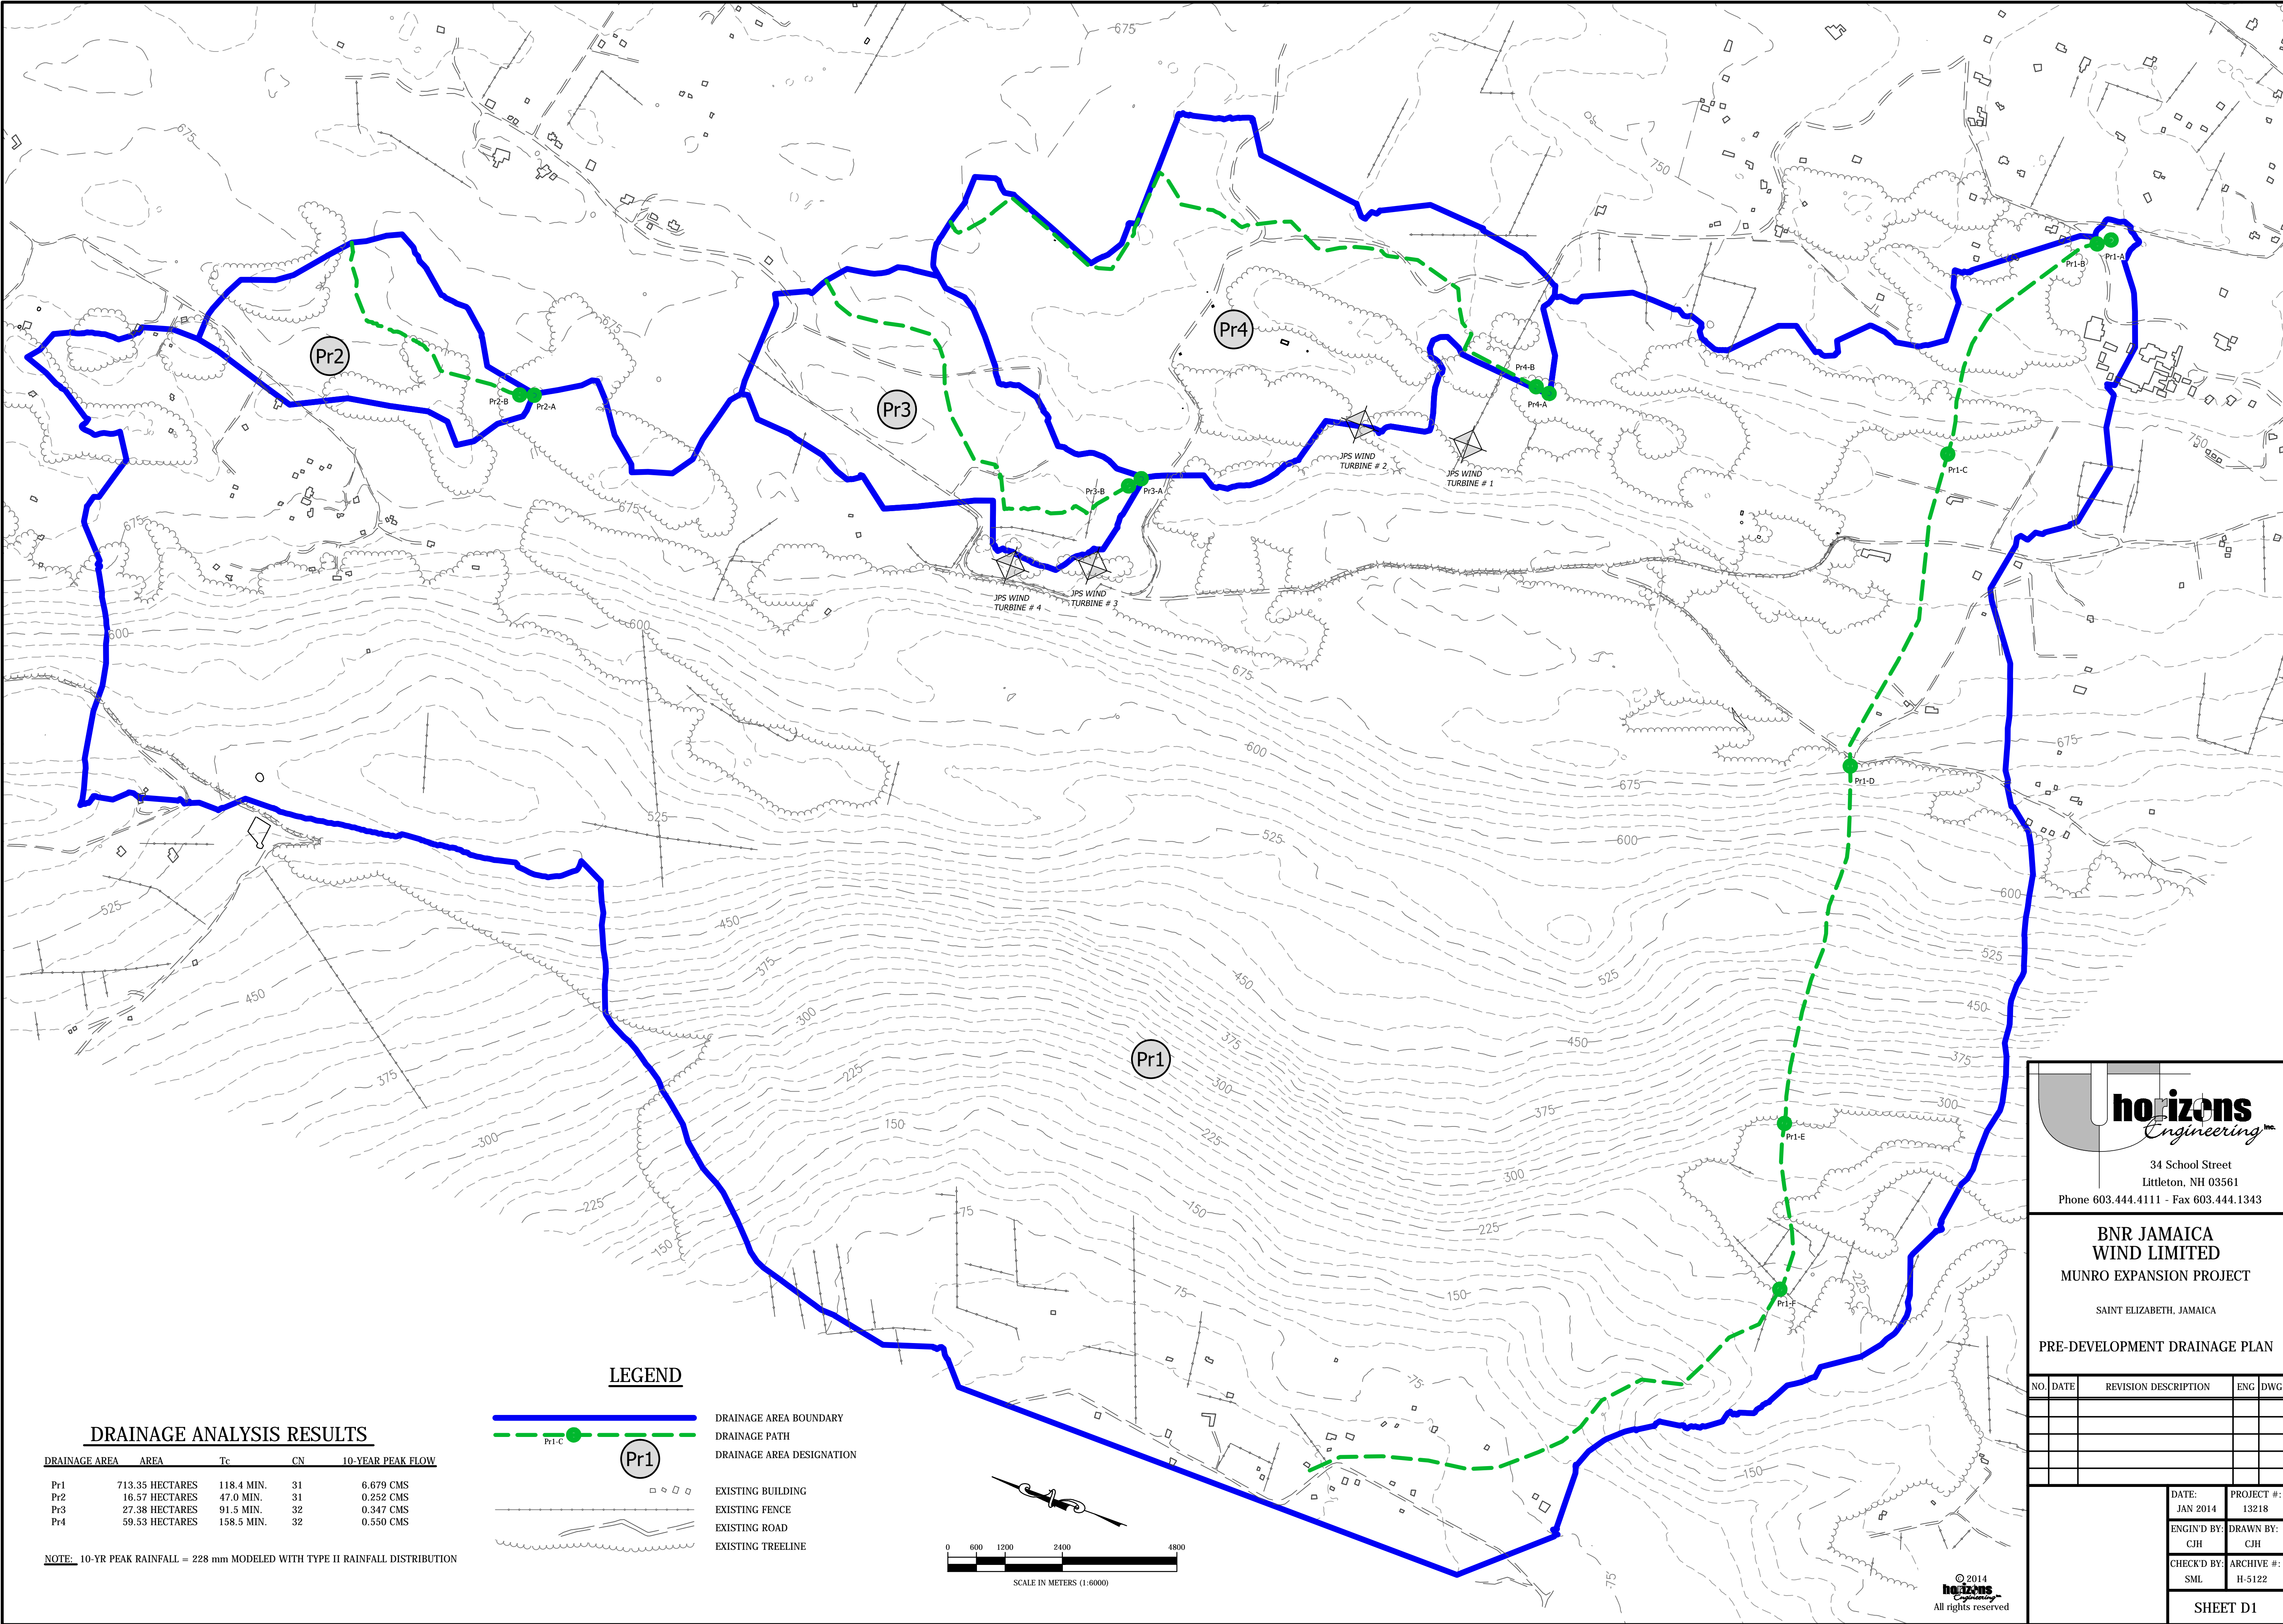 675
675
750
Pr1-B
Pr1-A
Pr4
Pr2
675
Pr4-B
Pr4-A
Pr2-B
Pr2-A
Pr3
750
JPS WIND
TURBINE # 2
Pr1-C
JPS WIND
TURBINE # 1
Pr3-B
Pr3-A
675
675
JPS WIND
TURBINE # 4
JPS WIND
TURBINE # 3
600
600
675
600
675
Pr1-D
675
525
525
600
600
525
450
525
525
450
450
375
450
300
375
450
375
Pr1
375
225
300
300
375
150
225
Pr1-E
300
300
225
75
150
225
150
225
75
150
Pr1-F
75
150
75
horizons
Engineering Inc.
34 School Street
Littleton, NH 03561
Phone 603.444.4111 - Fax 603.444.1343
BNR JAMAICA
WIND LIMITED
MUNRO EXPANSION PROJECT
SAINT ELIZABETH, JAMAICA
PRE-DEVELOPMENT DRAINAGE PLAN
NO. DATE REVISION DESCRIPTION ENG DWG
DATE: PROJECT #:
JAN 2014 13218
ENGIN'D BY: DRAWN BY:
CJH CJH
CHECK'D BY: ARCHIVE #:
SML H-5122
SHEET D1
© 2014
horizons
Engineering
All rights reserved
LEGEND
DRAINAGE AREA BOUNDARY
Pr1-C DRAINAGE PATH
Pr1 DRAINAGE AREA DESIGNATION
EXISTING BUILDING
EXISTING FENCE
EXISTING ROAD
EXISTING TREELINE
DRAINAGE ANALYSIS RESULTS
DRAINAGE AREA AREA Tc CN 10-YEAR PEAK FLOW
Pr1 713.35 HECTARES 118.4 MIN. 31 6.679 CMS
Pr2 16.57 HECTARES 47.0 MIN. 31 0.252 CMS
Pr3 27.38 HECTARES 91.5 MIN. 32 0.347 CMS
Pr4 59.53 HECTARES 158.5 MIN. 32 0.550 CMS
NOTE: 10-YR PEAK RAINFALL = 228 mm MODELED WITH TYPE II RAINFALL DISTRIBUTION
0 600 1200 2400 4800
SCALE IN METERS (1:6000)